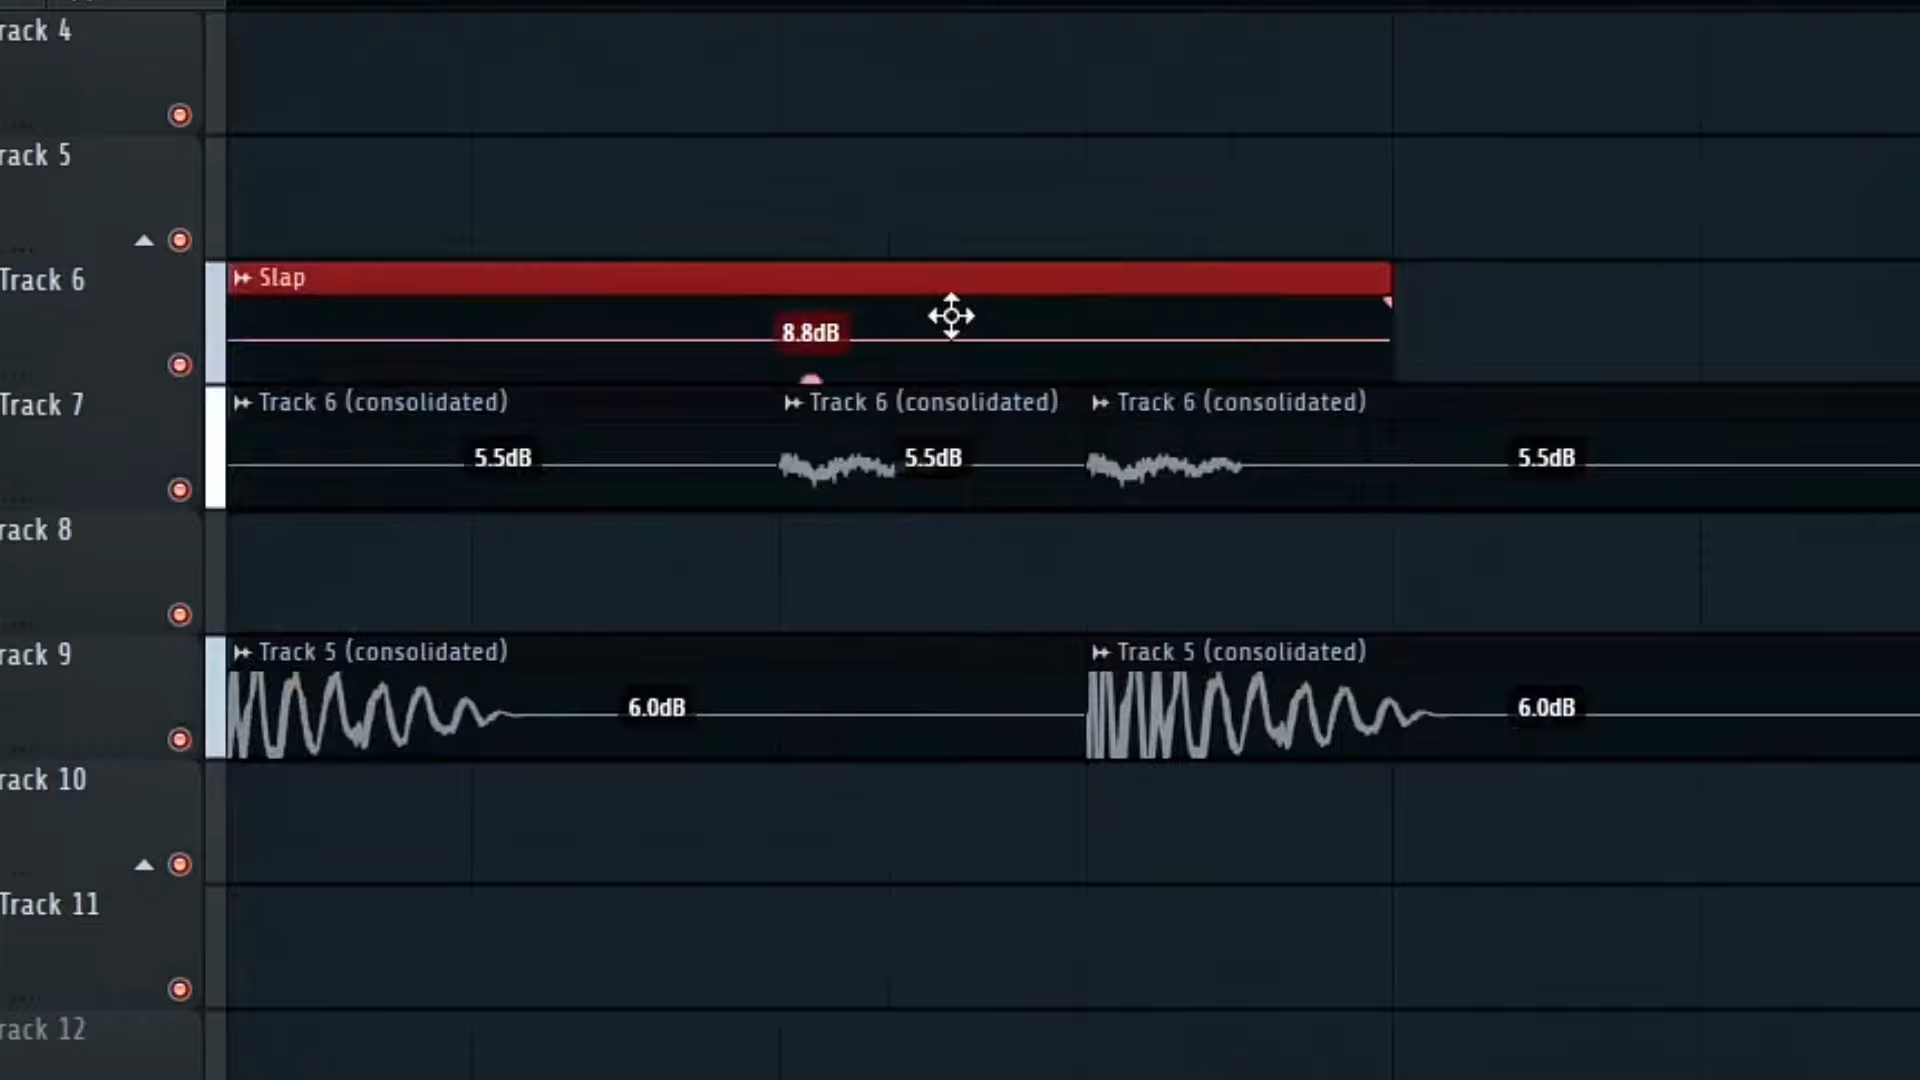 rack 4
rack 5
Track 6
Slap
8.8dB
Track 7
Track 6 (consolidated)
Track 6 (consolidated)
Track 6 (consolidated)
5.5dB
5.5dB
5.5dB
rack 8
rack 9
Track 5 (consolidated)
Track 5 (consolidated)
6.0dB
6.0dB
rack 10
Track 11
rack 12